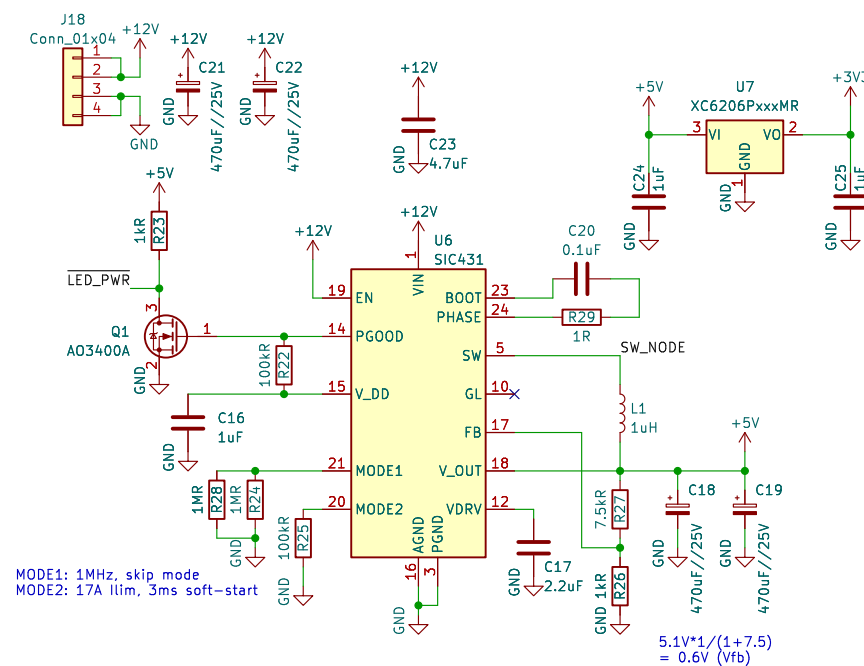 J18
Conn_01x04
1
2
3
4
+12V
GND
+12V
C21
470uF//25V
GND
+12V
C22
470uF//25V
GND
+12V
C23
4.7uF
GND
+5V
U7
XC6206PxxxMR
3
VI
VO
2
GND
1
GND
C24
1uF
GND
+3V3
C25
1uF
GND
+5V
R23
1kR
LED_PWR
3
Q1
AO3400A
1
2
GND
R22
100kR
C16
1uF
GND
+12V
+12V
U6
SIC431
1
VIN
19
EN
14
PGOOD
15
V_DD
21
MODE1
20
MODE2
BOOT
23
PHASE
24
SW
5
GL
10
FB
17
V_OUT
18
VDRV
12
AGND
16
PGND
3
GND
C20
0.1uF
R29
1R
SW_NODE
L1
1uH
+5V
R28
1MR
R24
1MR
GND
R25
100kR
GND
C17
2.2uF
GND
R27
7.5kR
R26
1kR
GND
C18
470uF//25V
GND
C19
470uF//25V
GND
MODE1: 1MHz, skip mode
MODE2: 17A Ilim, 3ms soft-start
5.1V*1/(1+7.5)
= 0.6V (Vfb)